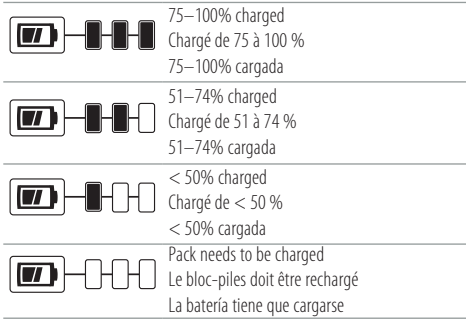 75–100% charged
Chargé de 75 à 100 %
75–100% cargada
51–74% charged
Chargé de 51 à 74 %
51–74% cargada
< 50% charged
Chargé de < 50 %
< 50% cargada
Pack needs to be charged
Le bloc-piles doit être rechargé
La batería tiene que cargarse